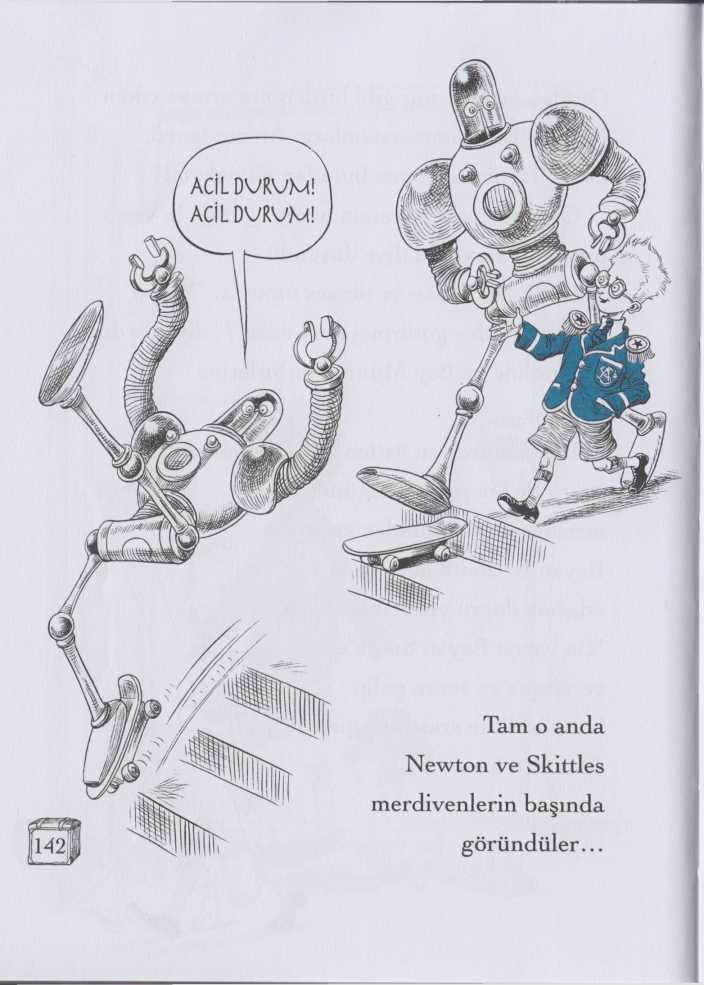 ACİL DURUM!
ACİL DURUM!
Tam o anda
Newton ve Skittles
merdivenlerin başında
göründüler...
142